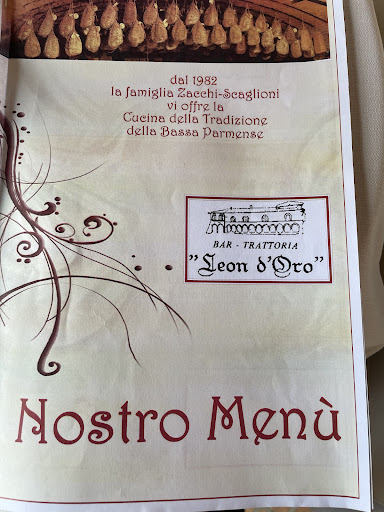 dal 1982
la famiglia Zacchi-Scaglioni
vi offre la
Cucina della Tradizione
della Bassa Parmense
BAR - TRATTORIA
"Leon d'Oro"
Nostro Menù